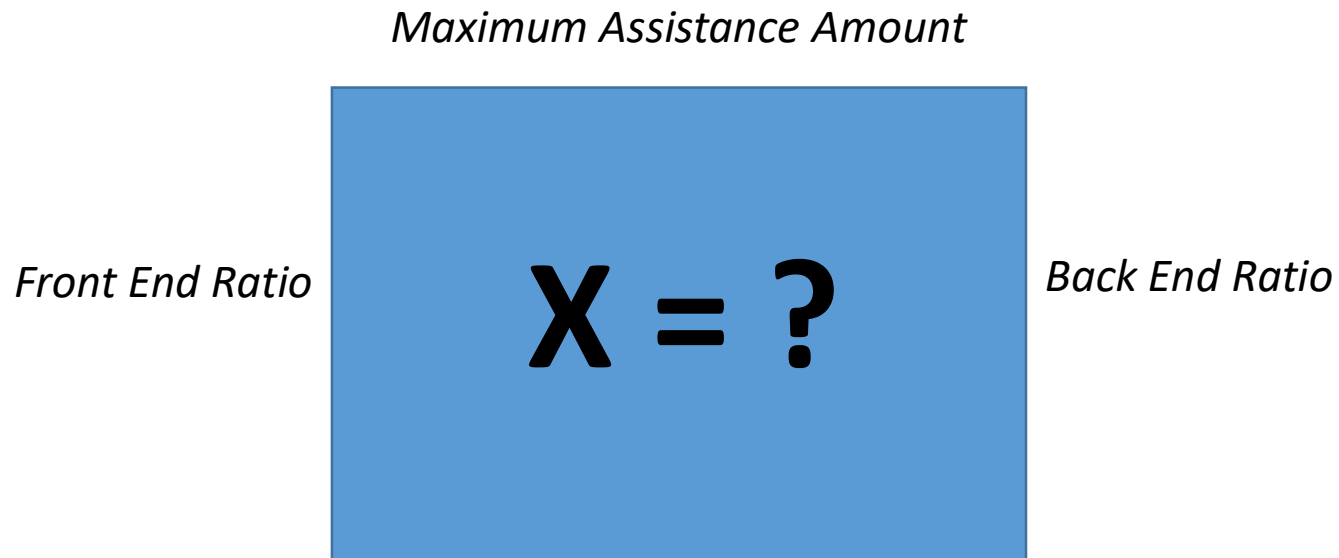 Maximum Assistance Amount
Front End Ratio
X = ?
Back End Ratio